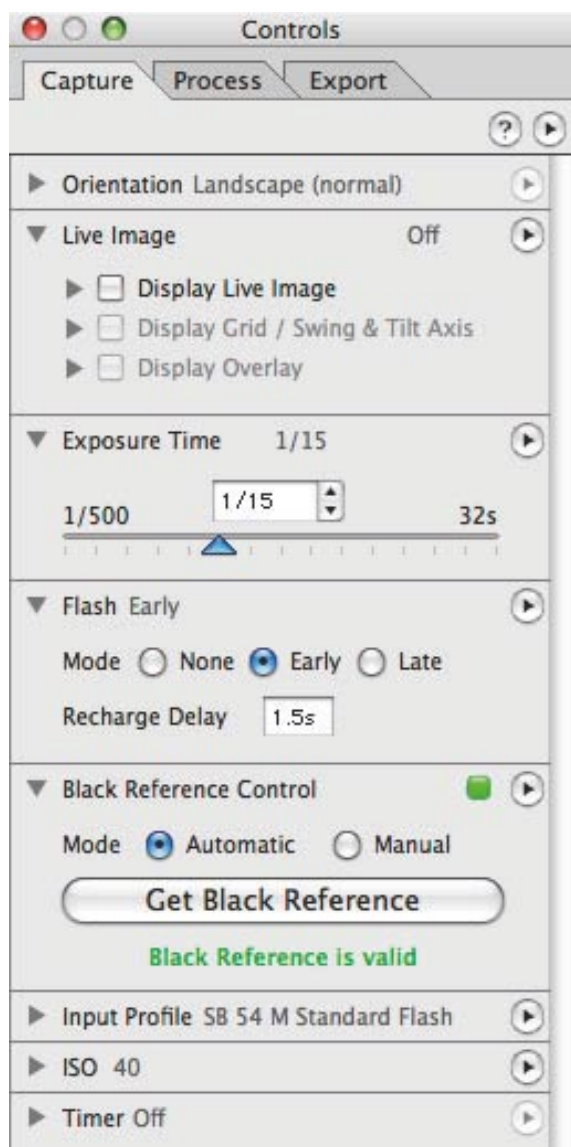 Controls
Capture Process Export
?
Orientation Landscape (normal)
Live Image Off
Display Live Image
Display Grid / Swing & Tilt Axis
Display Overlay
Exposure Time 1/15
1/500 1/15 32s
Flash Early
Mode None Early Late
Recharge Delay 1.5s
Black Reference Control
Mode Automatic Manual
Get Black Reference
Black Reference is valid
Input Profile SB 54 M Standard Flash
ISO 40
Timer Off